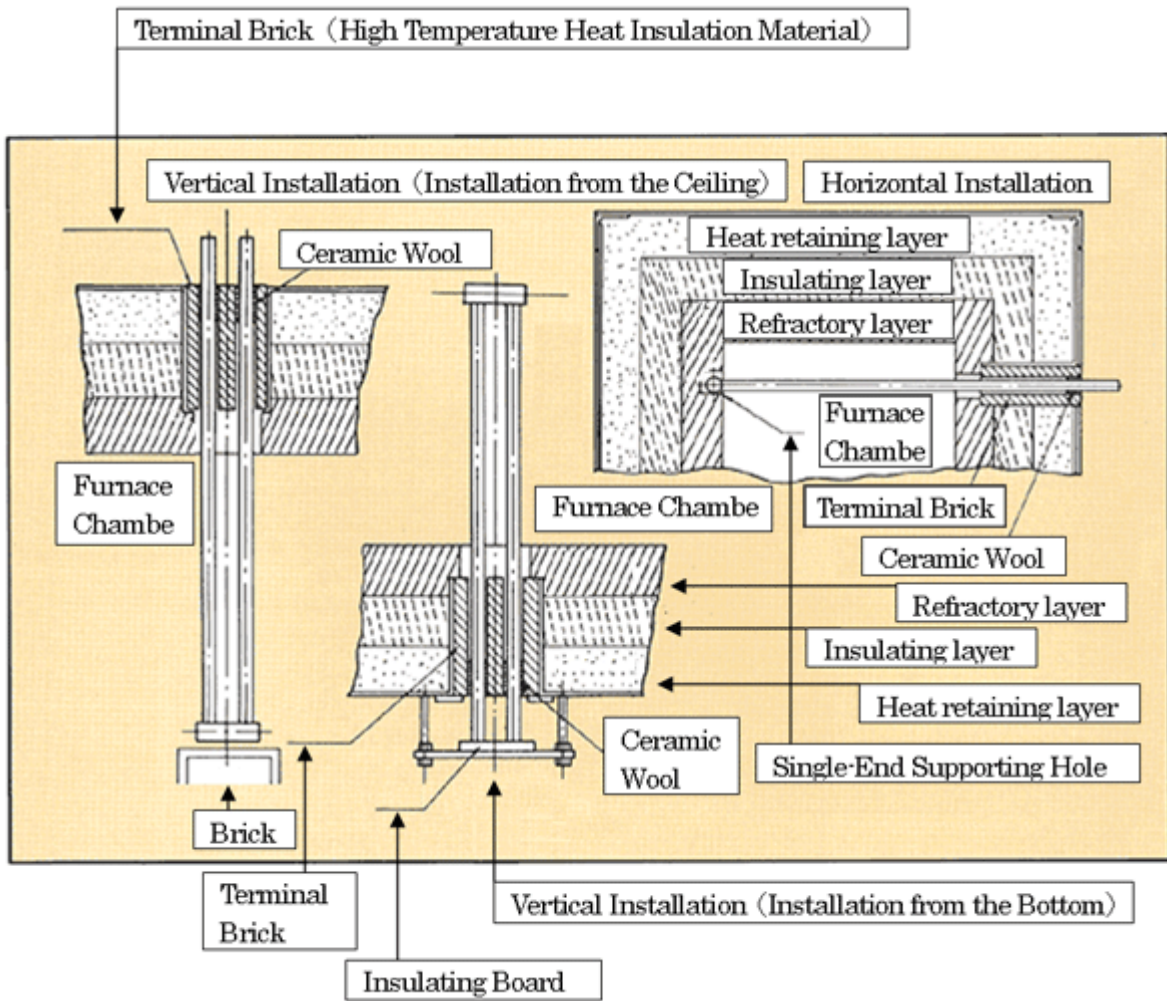 Terminal Brick（High Temperature Heat Insulation Material）
Vertical Installation（Installation from the Ceiling）
Horizontal Installation
Ceramic Wool
Heat retaining layer
Insulating layer
Refractory layer
Furnace
Chambe
Furnace
Chambe
Furnace Chambe
Terminal Brick
Ceramic Wool
Refractory layer
Insulating layer
Heat retaining layer
Ceramic
Wool
Single-End Supporting Hole
Brick
Terminal
Brick
Vertical Installation（Installation from the Bottom）
Insulating Board